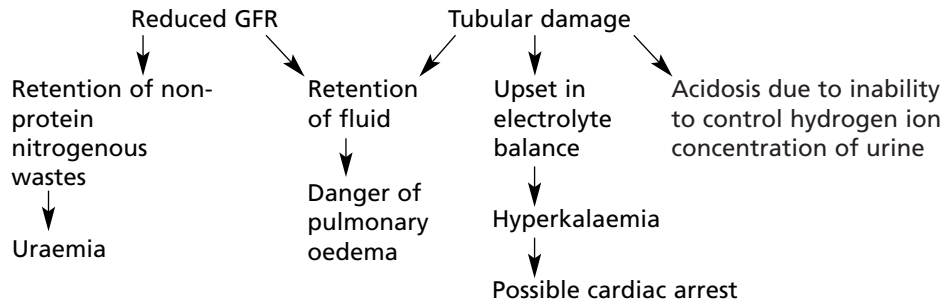 Reduced GFR
Tubular damage
Retention of non-
protein
nitrogenous
wastes
Uraemia
Retention
of fluid
Danger of
pulmonary
oedema
Upset in
electrolyte
balance
Hyperkalaemia
Possible cardiac arrest
Acidosis due to inability
to control hydrogen ion
concentration of urine